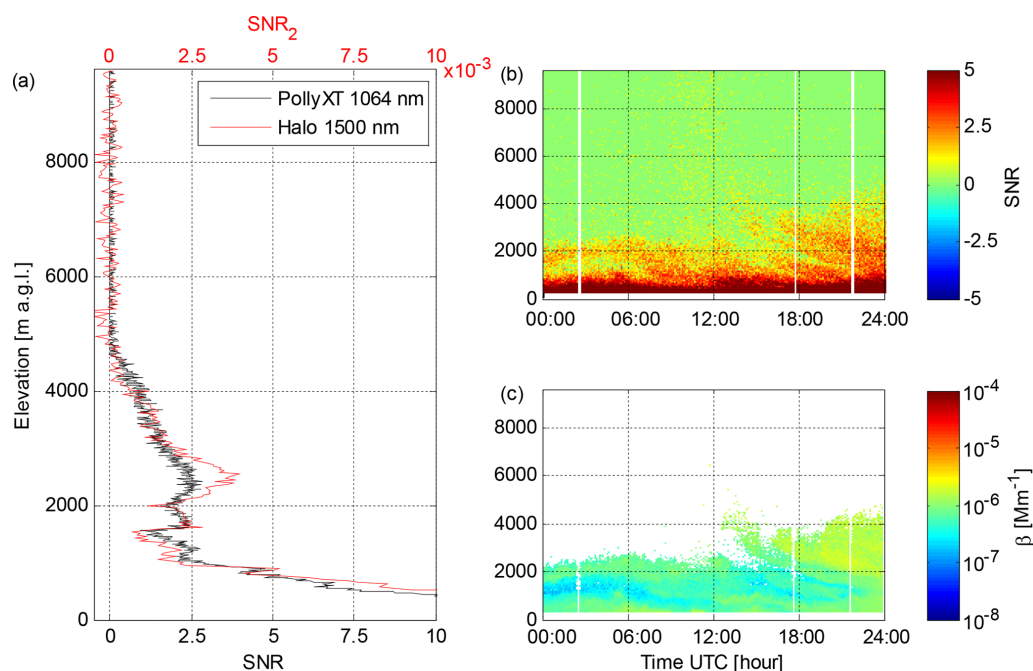 SNR2
0 2.5 5 7.5 10
x10-3
(a)
PollyXT 1064 nm
Halo 1500 nm
8000
6000
4000
2000
0
Elevation [m a.g.l.]
0 2.5 5 7.5 10
SNR
(b)
8000
6000
4000
2000
0
00:00 06:00 12:00 18:00 24:00
5
2.5
0
-2.5
-5
SNR
(c)
8000
6000
4000
2000
0
00:00 06:00 12:00 18:00 24:00
Time UTC [hour]
10-4
10-5
10-6
10-7
10-8
β [Mm-1]